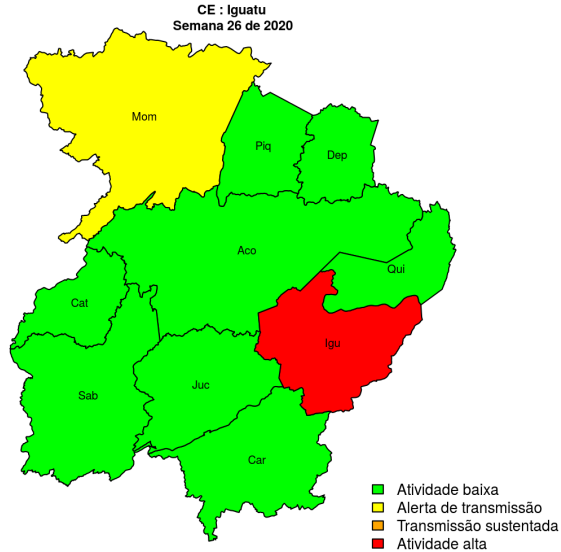 CE : Iguatu
Semana 26 de 2020
Mom
Piq
Dep
Aco
Qui
Cat
Igu
Sab
Juc
Car
Atividade baixa
Alerta de transmissão
Transmissão sustentada
Atividade alta